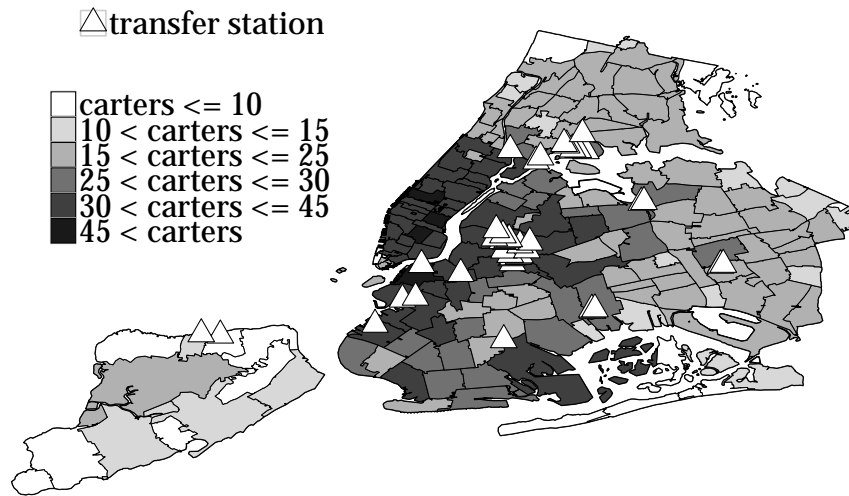 transfer station
carters <= 10
10 < carters <= 15
15 < carters <= 25
25 < carters <= 30
30 < carters <= 45
45 < carters